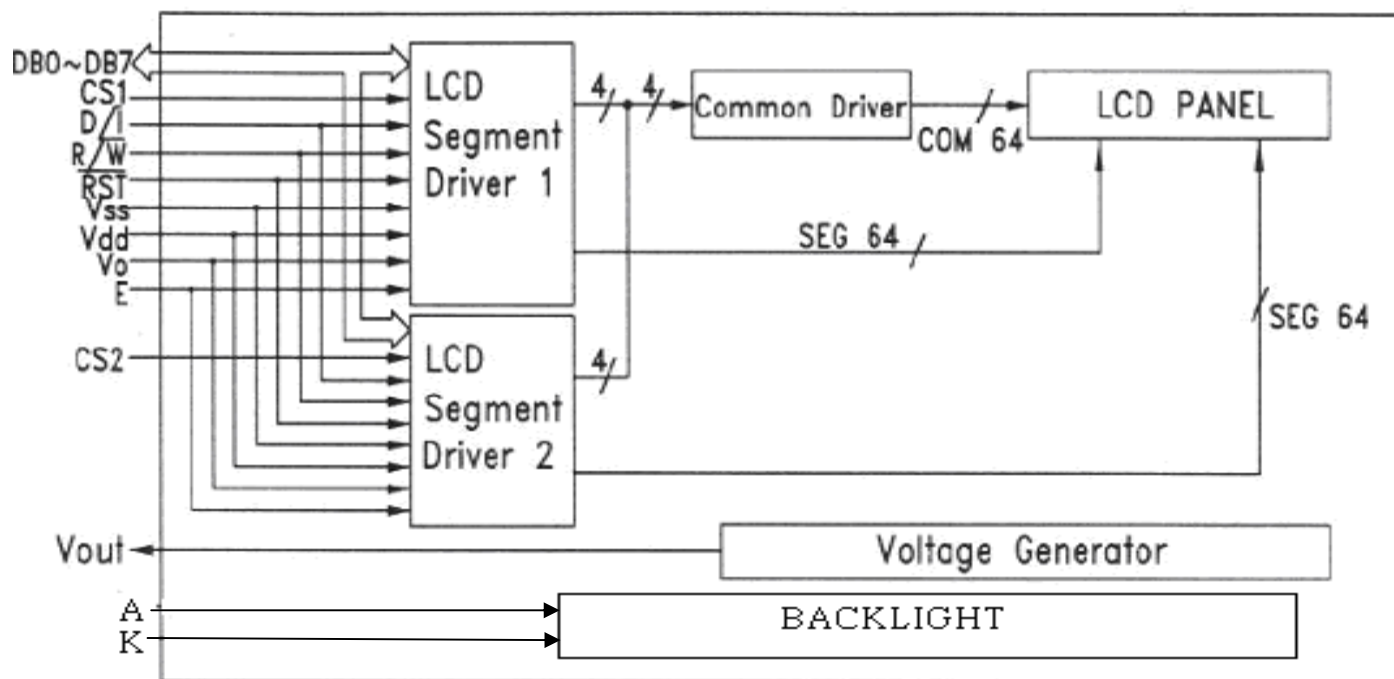 DB0~DB7
CS1
D/I
R/W
RST
Vss
Vdd
Vo
E
CS2
Vout
A
K
LCD
Segment
Driver 1
LCD
Segment
Driver 2
4
4
4
Common Driver
COM 64
LCD PANEL
SEG 64
SEG 64
Voltage Generator
BACKLIGHT